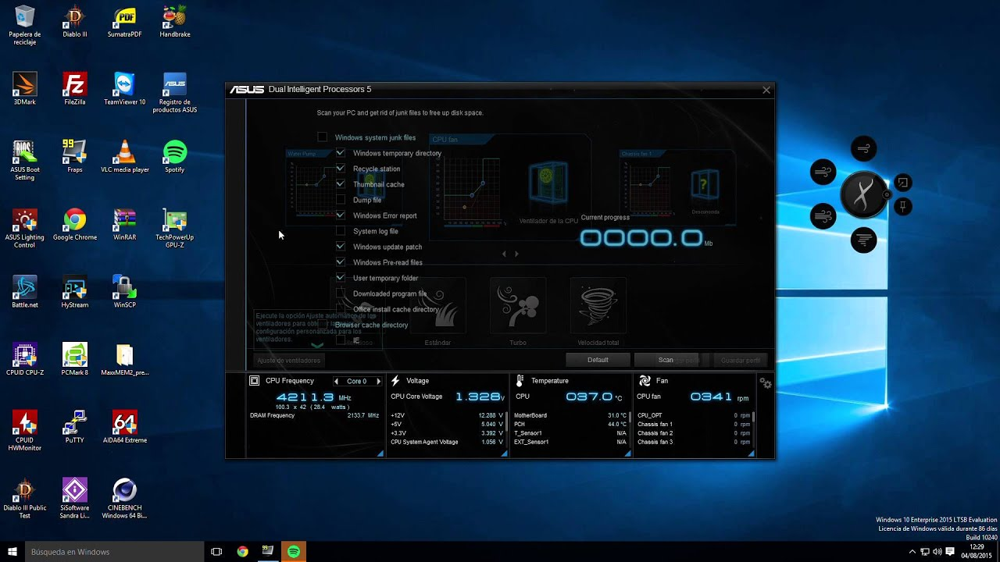 Papelera de
reciclaje
Diablo III
SumatraPDF
Handbrake
3DMark
FileZilla
TeamViewer 10
Registro de
productos ASUS
ASUS Boot
Setting
Fraps
VLC media player
Spotify
ASUS Lighting
Control
Google Chrome
WinRAR
TechPowerUp
GPU-Z
Battle.net
HyStream
WinSCP
CPUID CPU-Z
PCMark 8
MaxxMEM2_pre...
CPUID
HWMonitor
PuTTY
AIDA64 Extreme
Diablo III Public
Test
SiSoftware
Sandra Li...
CINEBENCH
Windows 64 Bi...
ASUS Dual Intelligent Processors 5
Scan your PC and get rid of junk files to free up disk space.
Windows system junk files
Windows temporary directory
Recycle station
Thumbnail cache
Dump file
Windows Error report
System log file
Windows update patch
Windows Pre-read files
User temporary folder
Downloaded program file
Office install cache directory
Browser cache directory
IE
Water Pump
CPU fan
Chassis fan 1
Ventilador de la CPU
Desconocida
Current progress
0000.0 Mb
Ejecute la opción Ajuste automático de los
ventiladores para
configuración personalizada para los
ventiladores.
Estándar
Turbo
Velocidad total
Ajuste de ventiladores
Default
Scan
Guardar perfil
CPU Frequency
Core 0
4211.3 MHz
100.3 x 42 (28.4 watts)
DRAM Frequency 2133.7 MHz
Voltage
CPU Core Voltage 1.328v
+12V 12.288 V
+5V 5.040 V
+3.3V 3.392 V
CPU System Agent Voltage 1.056 V
Temperature
CPU 037.0 °C
MotherBoard 31.0 °C
PCH 44.0 °C
T_Sensor1 N/A
EXT_Sensor1 N/A
Fan
CPU fan 0341 rpm
CPU_OPT 0 rpm
Chassis fan 1 0 rpm
Chassis fan 2 0 rpm
Chassis fan 3 0 rpm
Windows 10 Enterprise 2015 LTSB Evaluation
Licencia de Windows válida durante 86 días
Build 10240
Búsqueda en Windows
12:29
04/08/2015